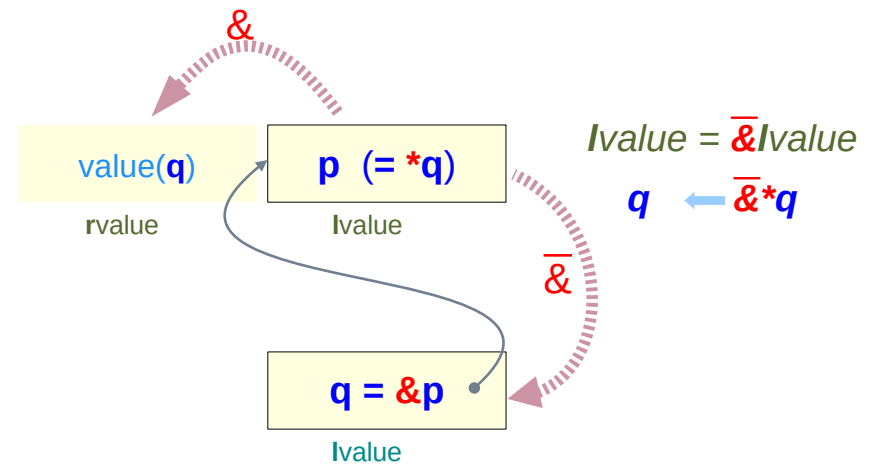 &
value(q)
p (= *q)
lvalue = &̅lvalue
q ← &̅*q
rvalue
lvalue
&̅
q = &p
lvalue